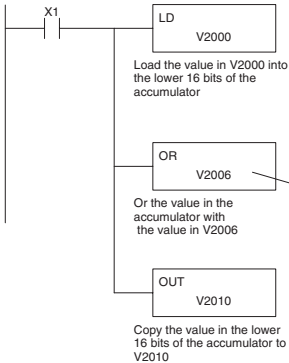 X1
LD
V2000
Load the value in V2000 into
the lower 16 bits of the
accumulator
OR
V2006
Or the value in the
accumulator with
the value in V2006
OUT
V2010
Copy the value in the lower
16 bits of the accumulator to
V2010